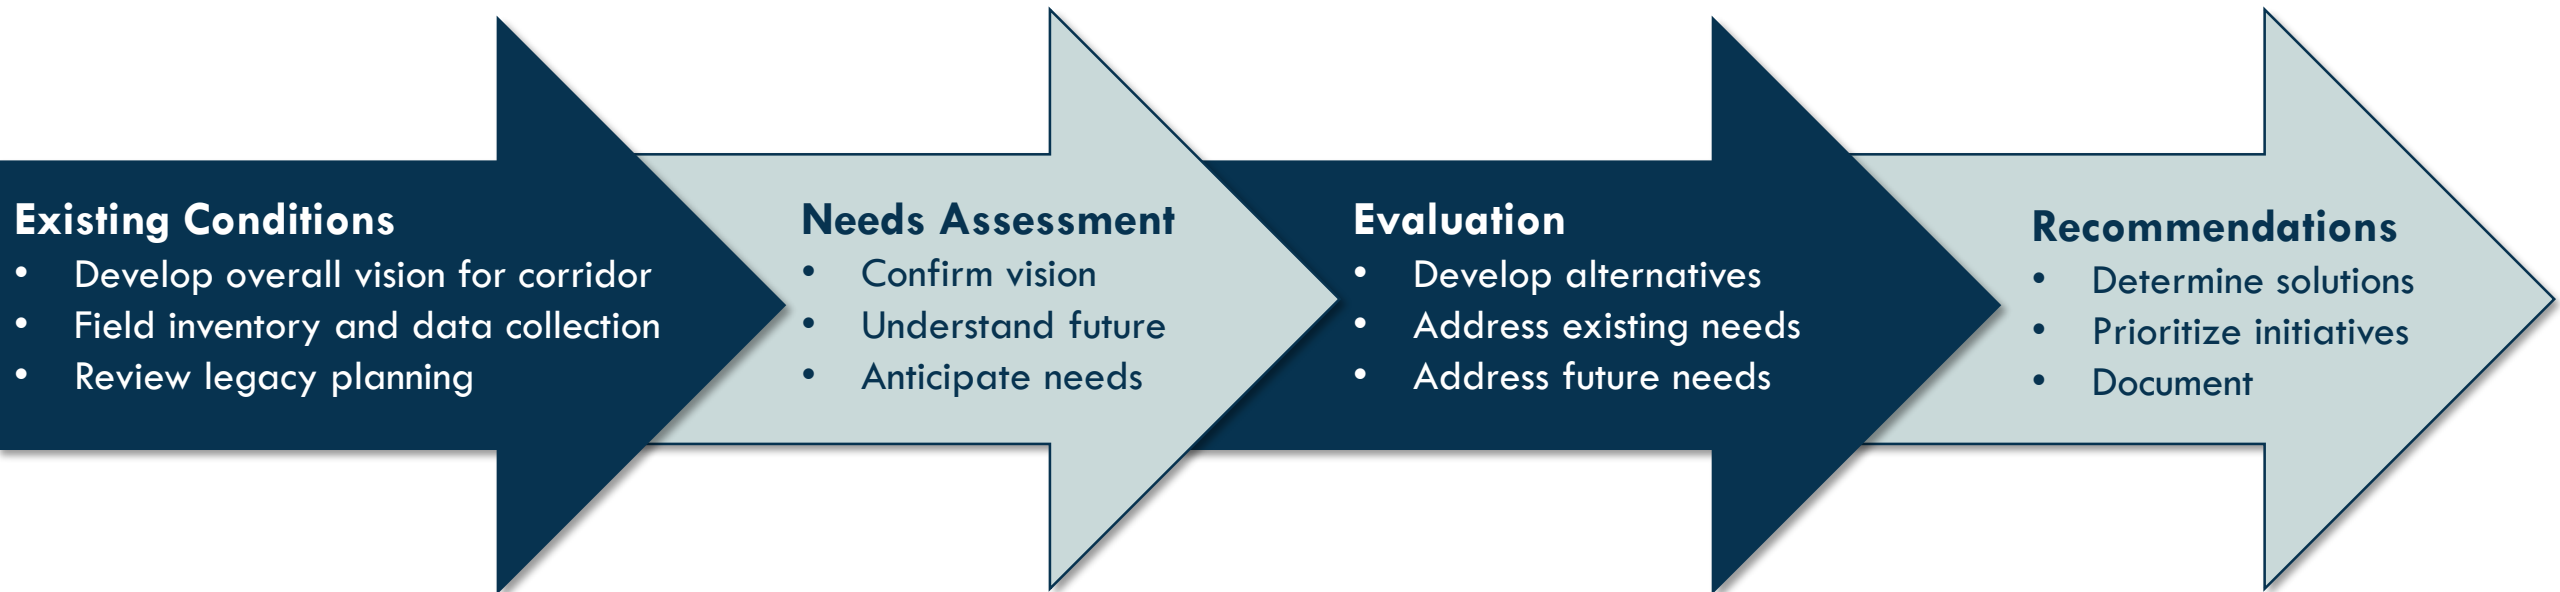 Existing Conditions
• Develop overall vision for corridor
• Field inventory and data collection
• Review legacy planning
Needs Assessment
• Confirm vision
• Understand future
• Anticipate needs
Evaluation
• Develop alternatives
• Address existing needs
• Address future needs
Recommendations
• Determine solutions
• Prioritize initiatives
• Document